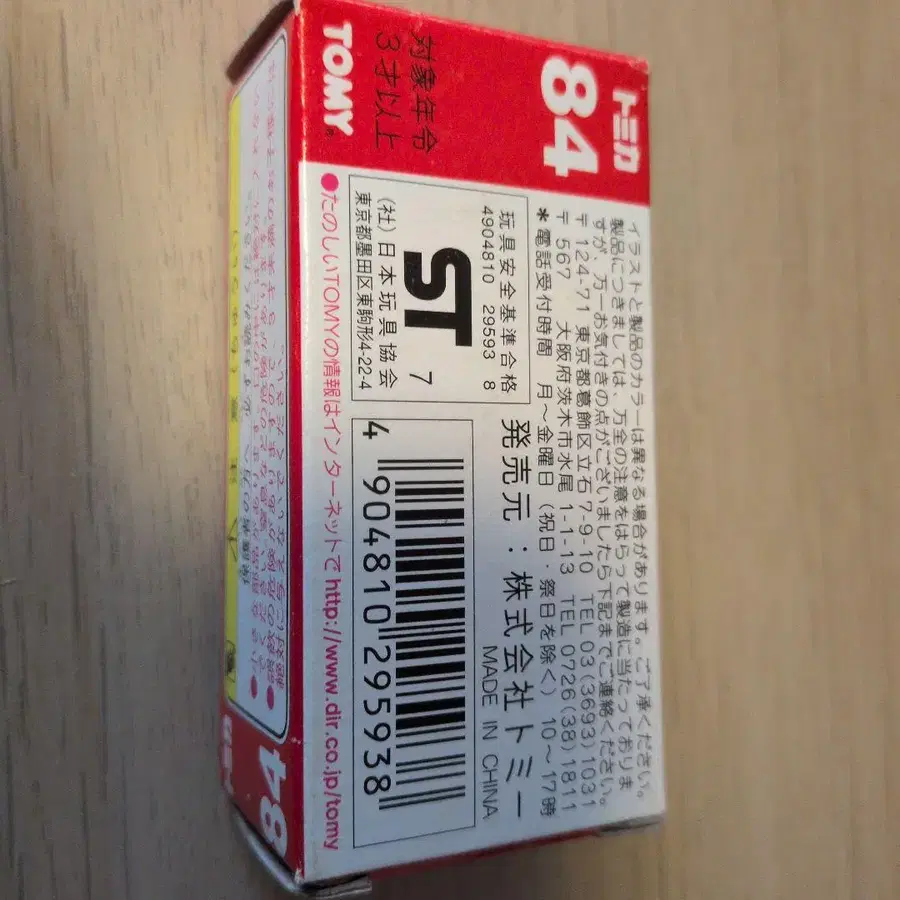 トミカ
84
対象年令
3才以上
TOMY
イラストと製品のカラーは異なる場合があります。ご了承ください。
製品につきましては、万全の注意をはらって製造に当たっておりま
すが、万一お気付きの点がございましたら下記までご連絡ください。
〒124-71 東京都葛飾区立石7-9-10 TEL 03(3693)1031
〒567 大阪府茨木市水尾1-1-13 TEL 0726(38)1811
*電話受付時間 月〜金曜日(祝日・祭日を除く) 10〜17時
玩具安全基準合格
4904810 29593 8
ST
7
(社)日本玩具協会
東京都墨田区東駒形4-22-4
発売元:株式会社トミー
MADE IN CHINA
4 904810 295938
●たのしいTOMYの情報はインターネットでhttp://www.dir.co.jp/tomy
84